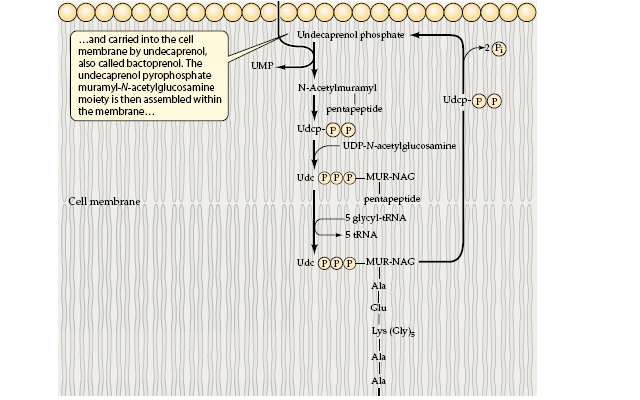 ...and carried into the cell
membrane by undecaprenol,
also called bactoprenol. The
undecaprenol pyrophosphate
muramyl-N-acetylglucosamine
moiety is then assembled within
the membrane...
Undecaprenol phosphate
2 Pi
UMP
N-Acetylmuramyl
pentapeptide
Udcp-P P
Udcp-P P
UDP-N-acetylglucosamine
Udc P P P MUR-NAG
pentapeptide
Cell membrane
5 glycyl-tRNA
5 tRNA
Udc P P P MUR-NAG
Ala
Glu
Lys (Gly)5
Ala
Ala